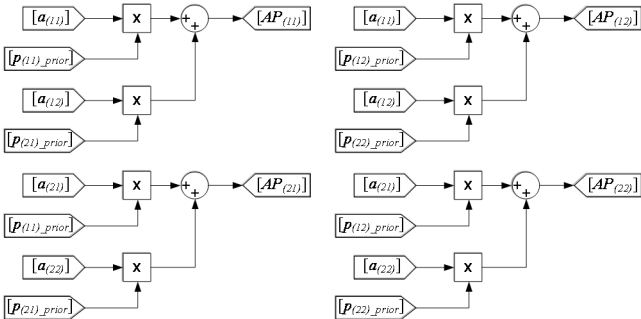 [a(11)] X + + [AP(11)]
[p(11)_prior]
[a(12)] X
[p(21)_prior]
[a(11)] X + + [AP(12)]
[p(12)_prior]
[a(12)] X
[p(22)_prior]
[a(21)] X + + [AP(21)]
[p(11)_prior]
[a(22)] X
[p(21)_prior]
[a(21)] X + + [AP(22)]
[p(12)_prior]
[a(22)] X
[p(22)_prior]